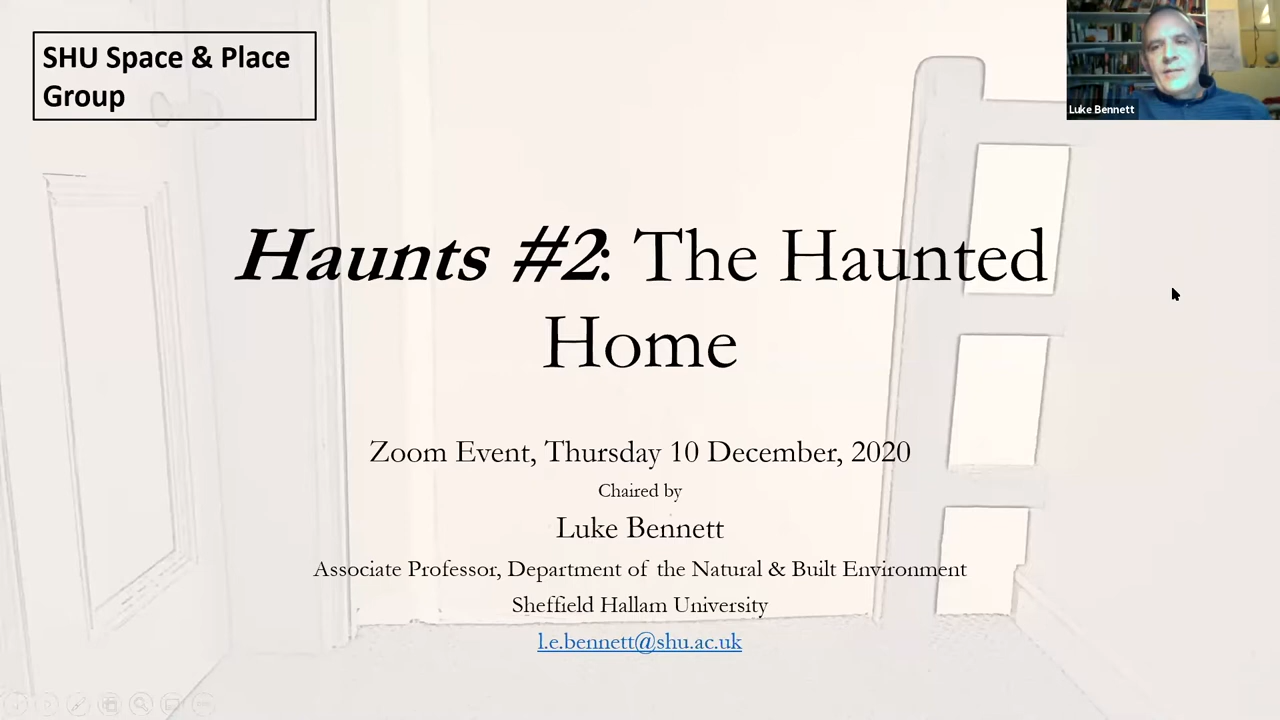 SHU Space & Place
Group
Luke Bennett
Haunts #2: The Haunted
Home
Zoom Event, Thursday 10 December, 2020
Chaired by
Luke Bennett
Associate Professor, Department of the Natural & Built Environment
Sheffield Hallam University
l.e.bennett@shu.ac.uk